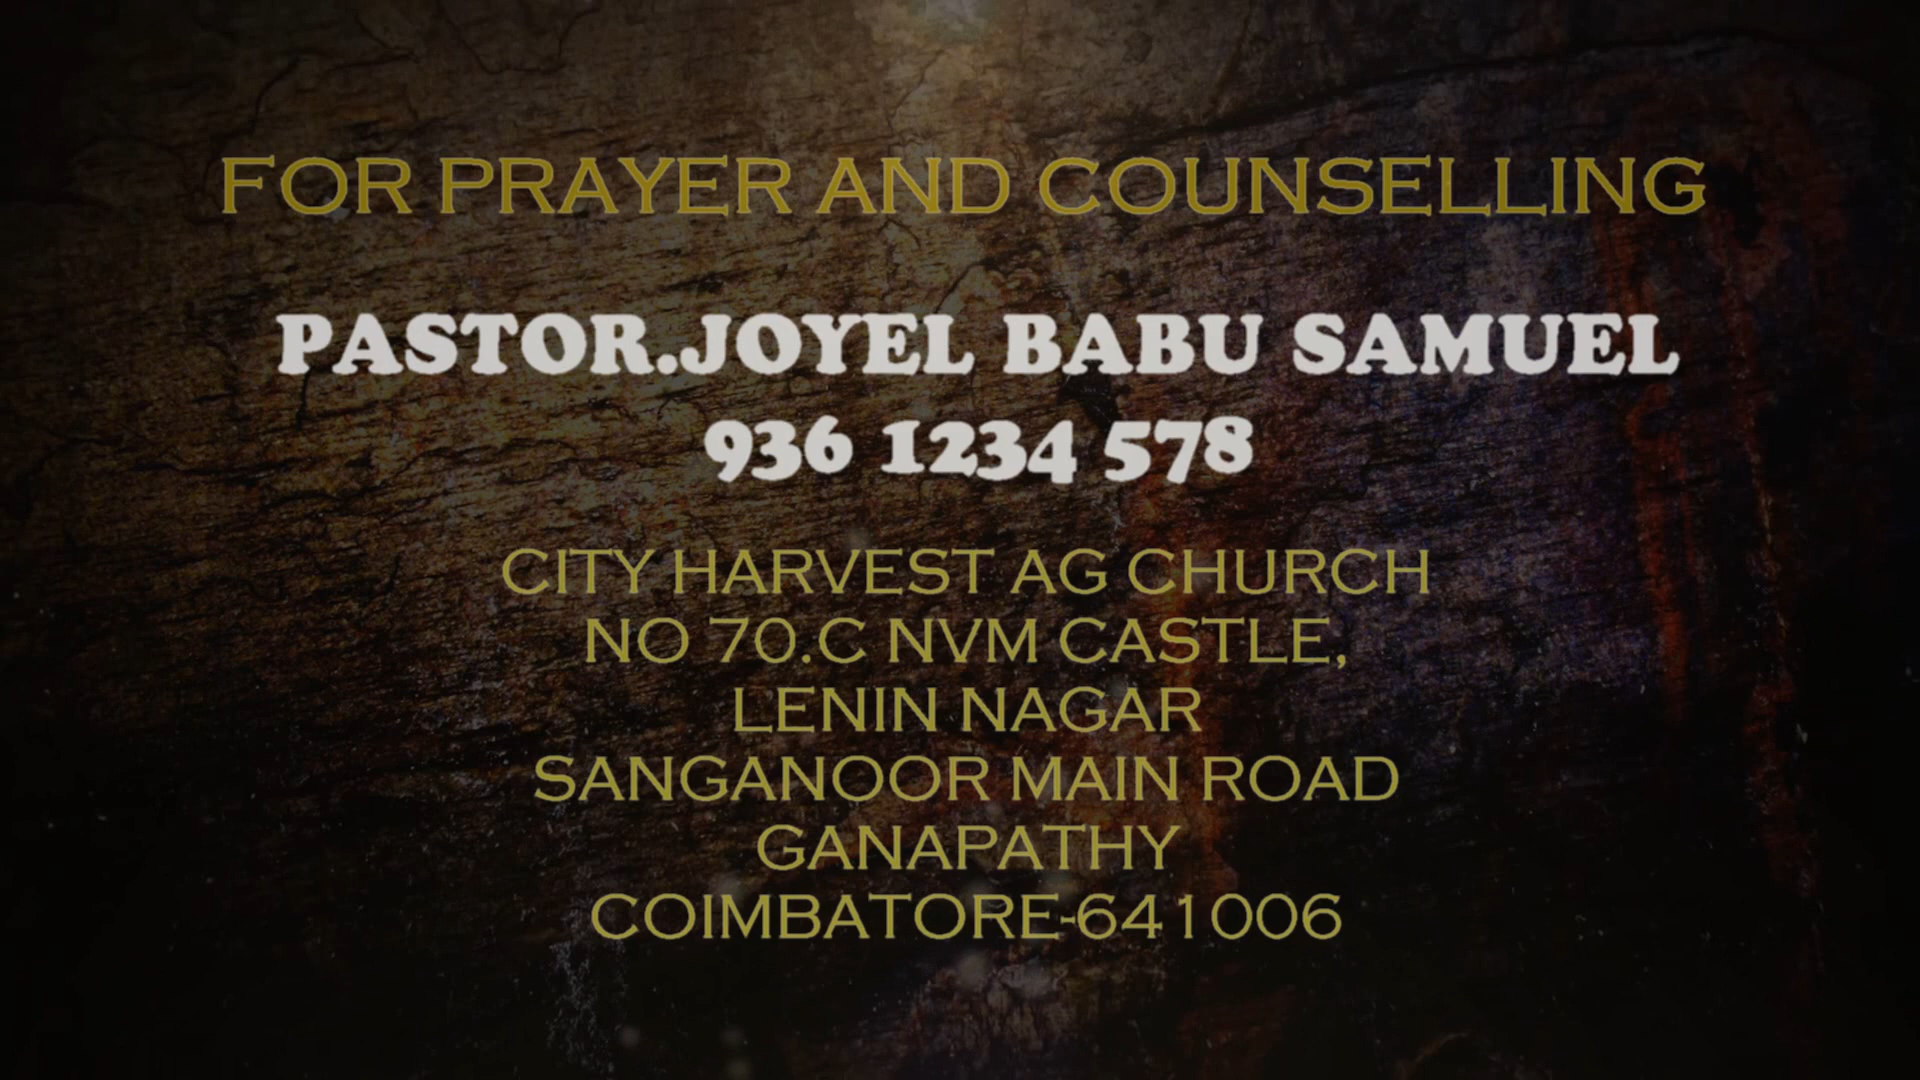 FOR PRAYER AND COUNSELLING
PASTOR.JOYEL BABU SAMUEL
936 1234 578
CITY HARVEST AG CHURCH
NO 70.C NVM CASTLE,
LENIN NAGAR
SANGANOOR MAIN ROAD
GANAPATHY
COIMBATORE-641006